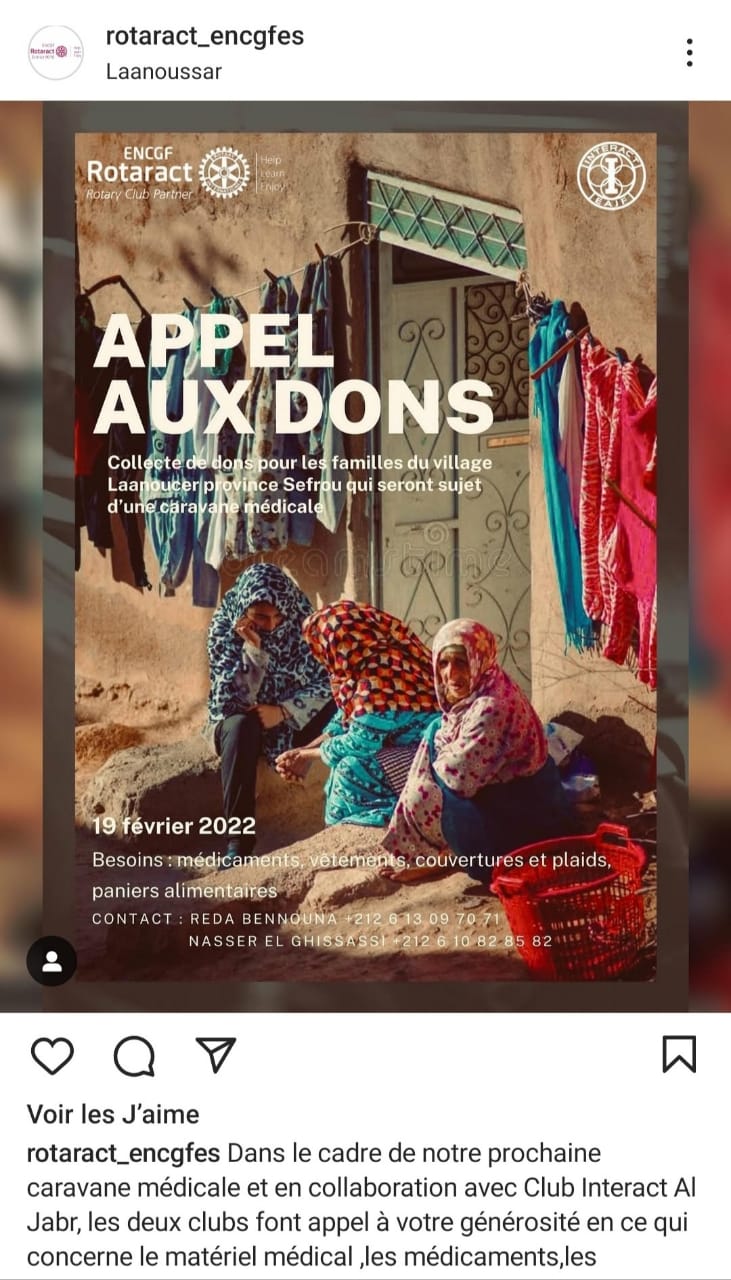 rotaract_encgfes
Laanoussar
ENCGF
Rotaract
Rotary Club Partner
Help
Learn
Enjoy
INTERACT
EAJF
APPEL
AUX DONS
Collecte de dons pour les familles du village
Laanoucer province Sefrou qui seront sujet
d'une caravane médicale
19 février 2022
Besoins : médicaments, vêtements, couvertures et plaids,
paniers alimentaires
CONTACT : REDA BENNOUNA +212 6 13 09 70 71
NASSER EL GHISSASSI +212 6 10 82 85 82
Voir les J’aime
rotaract_encgfes Dans le cadre de notre prochaine
caravane médicale et en collaboration avec Club Interact Al
Jabr, les deux clubs font appel à votre générosité en ce qui
concerne le matériel médical ,les médicaments,les